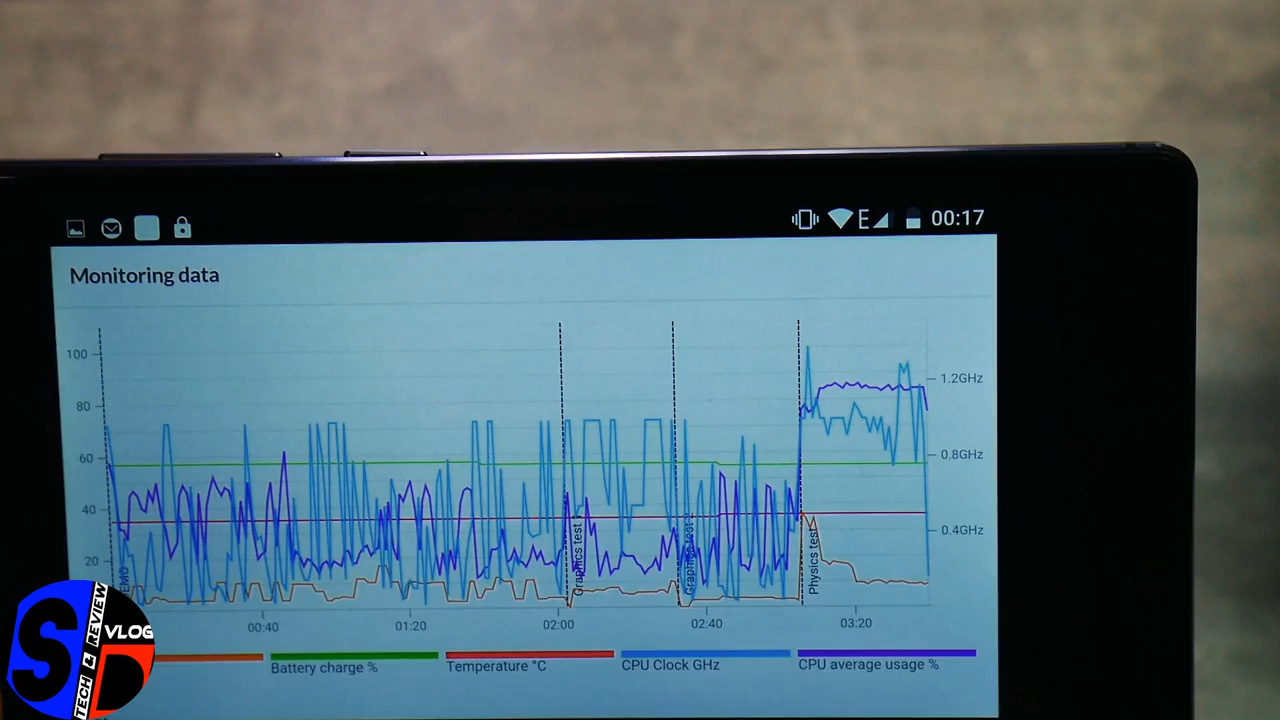 E 00:17
Monitoring data
100
80
60
40
20
1.2GHz
0.8GHz
0.4GHz
Graphics test
Graphics test 2
Physics test
00:40 01:20 02:00 02:40 03:20
Battery charge % Temperature °C CPU Clock GHz CPU average usage %
SD
TECH & REVIEW
VLOG